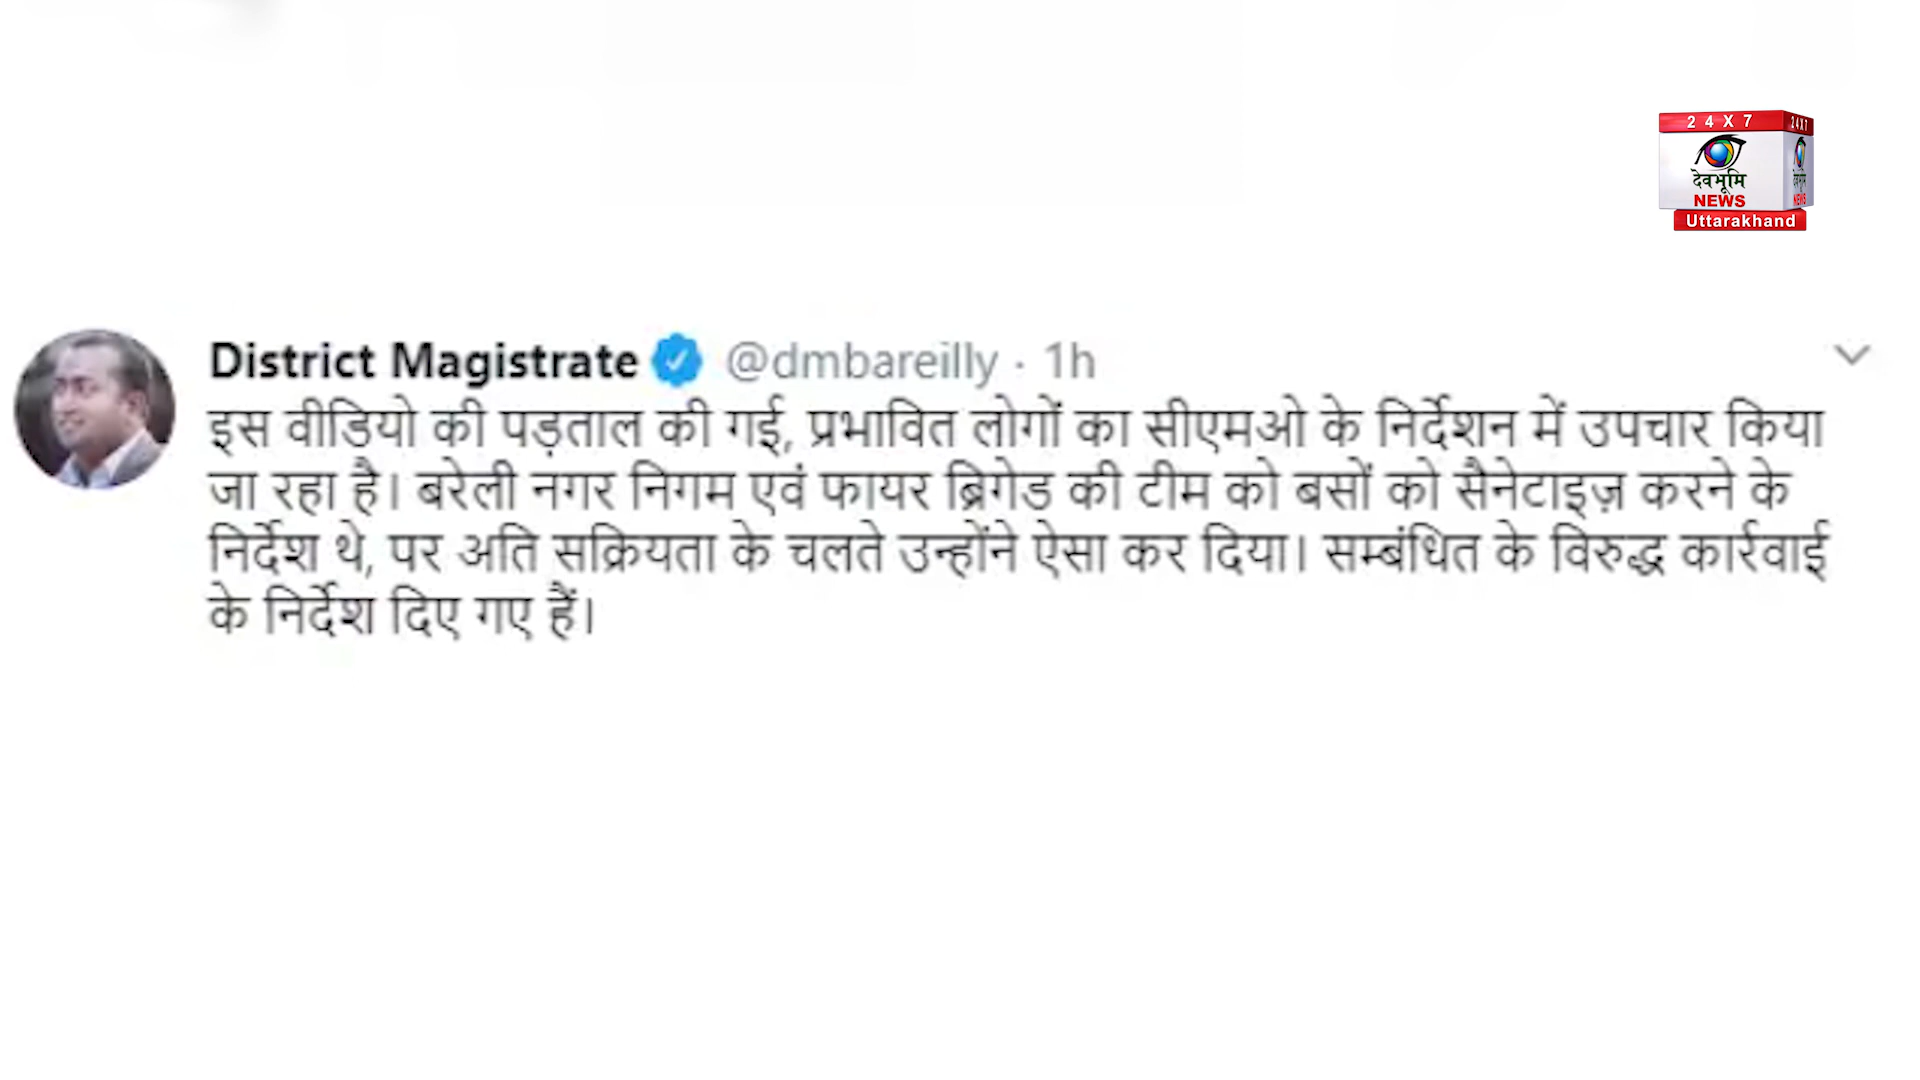 24X7
24X7
देवभूमि
NEWS
Uttarakhand
District Magistrate @dmbareilly · 1h
इस वीडियो की पड़ताल की गई, प्रभावित लोगों का सीएमओ के निर्देशन में उपचार किया
जा रहा है। बरेली नगर निगम एवं फायर ब्रिगेड की टीम को बसों को सैनेटाइज़ करने के
निर्देश थे, पर अति सक्रियता के चलते उन्होंने ऐसा कर दिया। सम्बंधित के विरुद्ध कार्रवाई
के निर्देश दिए गए हैं।